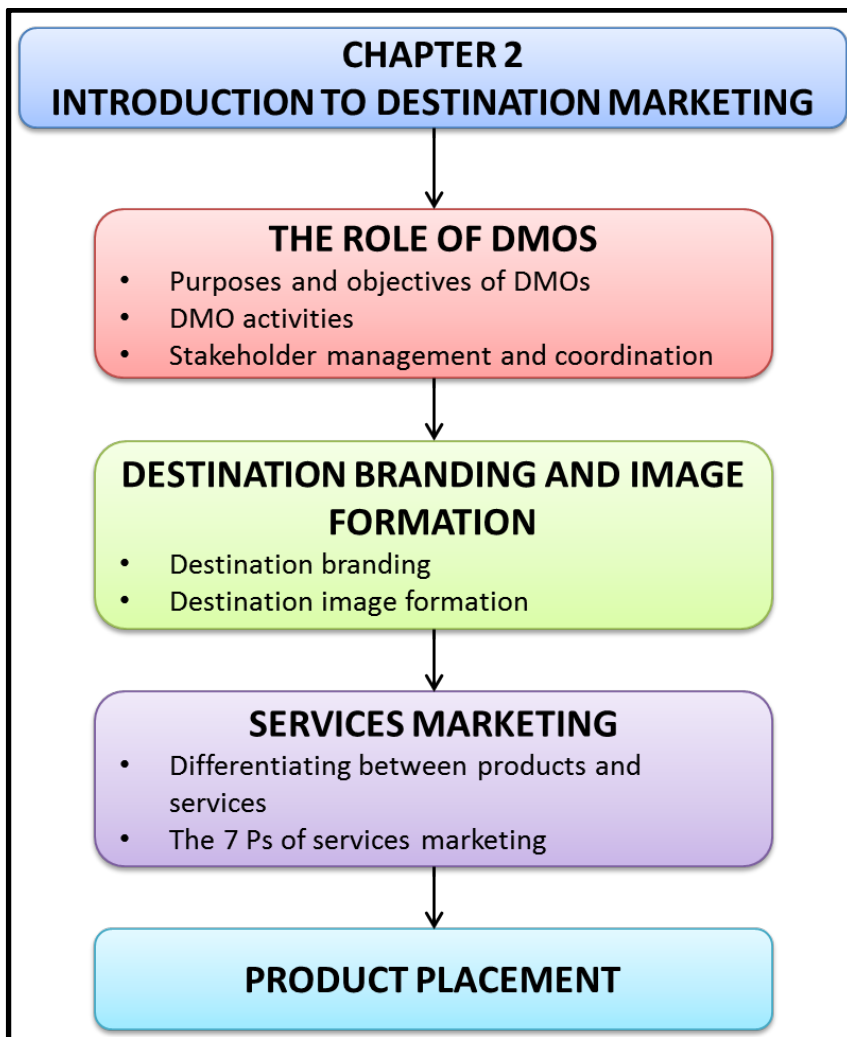 CHAPTER 2
INTRODUCTION TO DESTINATION MARKETING
THE ROLE OF DMOS
• Purposes and objectives of DMOs
• DMO activities
• Stakeholder management and coordination
DESTINATION BRANDING AND IMAGE
FORMATION
• Destination branding
• Destination image formation
SERVICES MARKETING
• Differentiating between products and
services
• The 7 Ps of services marketing
PRODUCT PLACEMENT